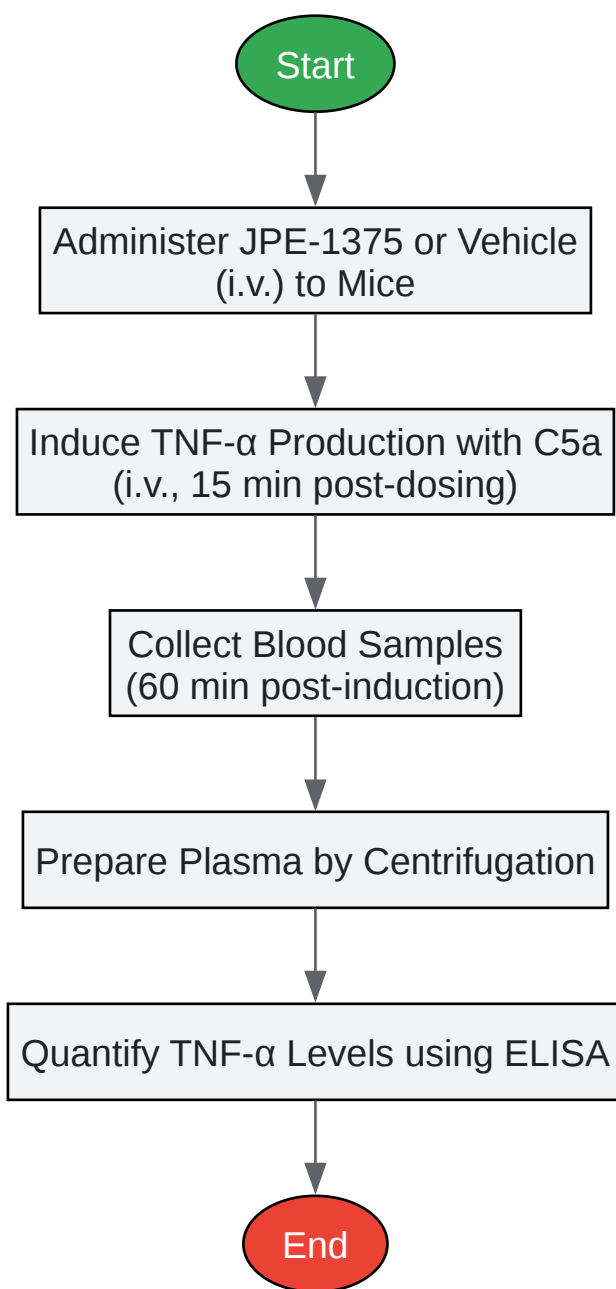 Start
Administer JPE-1375 or Vehicle
(i.v.) to Mice
Induce TNF-α Production with C5a
(i.v., 15 min post-dosing)
Collect Blood Samples
(60 min post-induction)
Prepare Plasma by Centrifugation
Quantify TNF-α Levels using ELISA
End